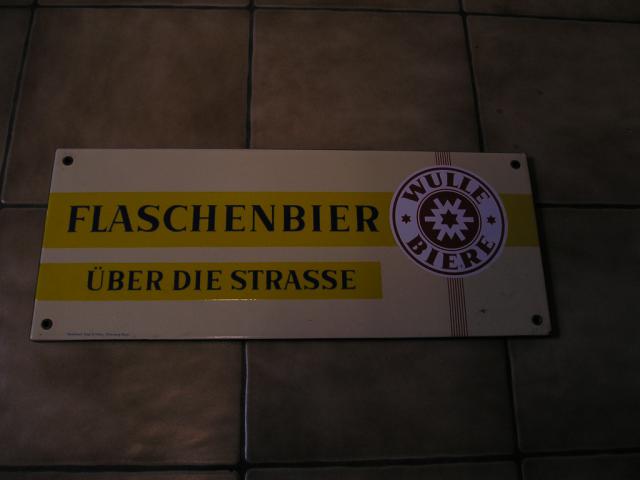 FLASCHENBIER
ÜBER DIE STRASSE
WULLE
BIERE